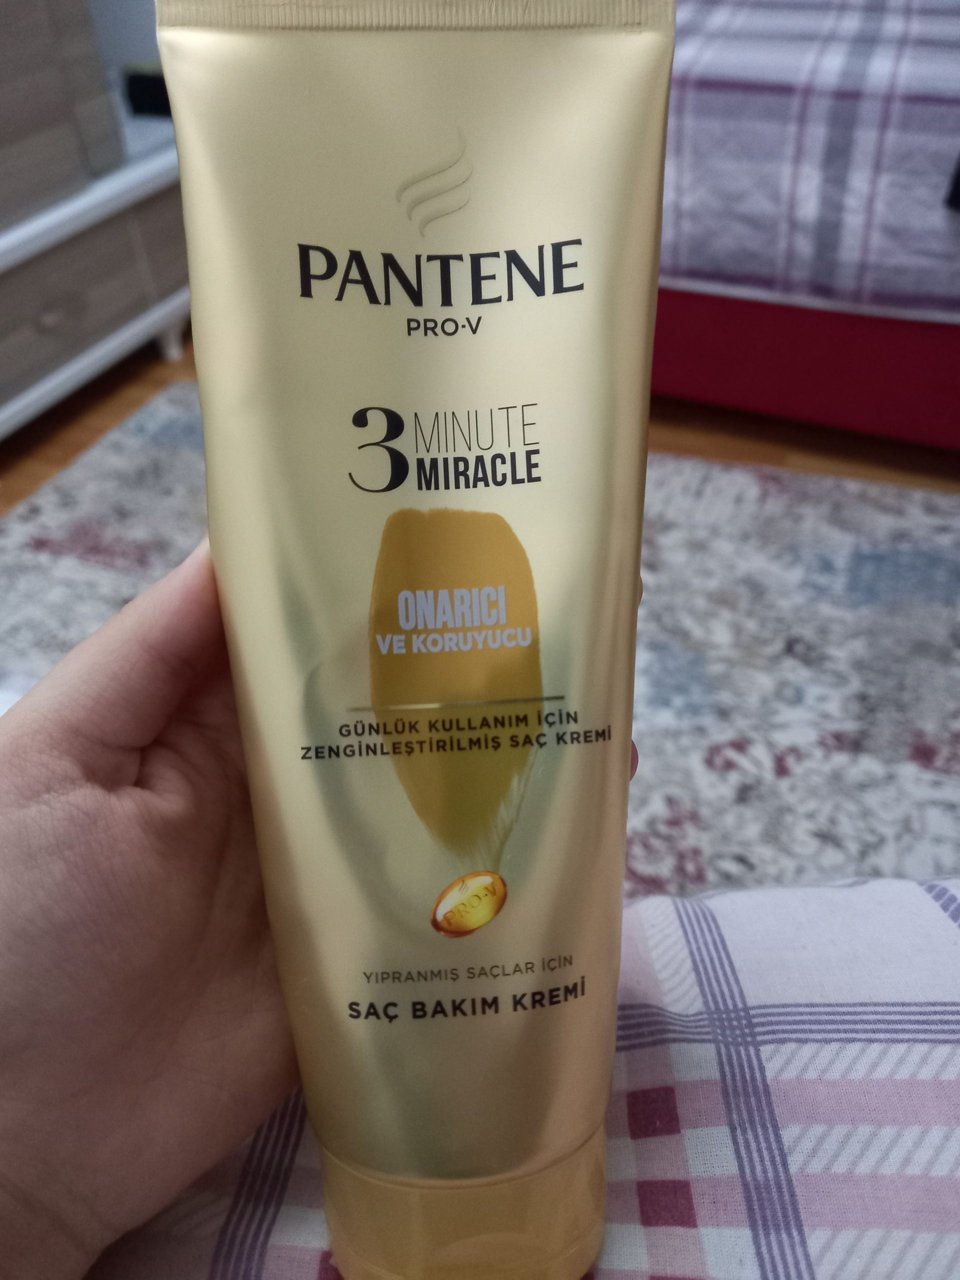 PANTENE
PRO-V
3 MINUTE
MIRACLE
ONARICI
VE KORUYUCU
GÜNLÜK KULLANIM İÇİN
ZENGİNLEŞTİRİLMİŞ SAÇ KREMİ
PRO-V
YIPRANMIŞ SAÇLAR İÇİN
SAÇ BAKIM KREMİ